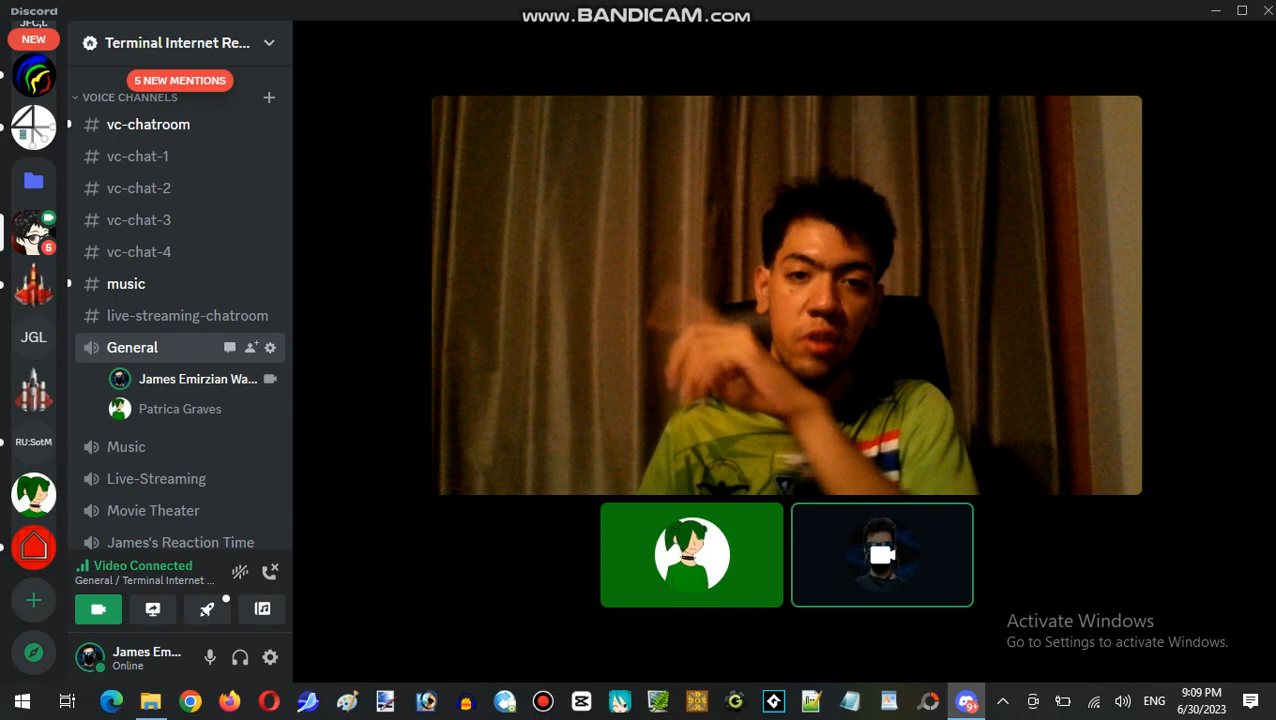 Discord
www.BANDICAM.com
JFC,L
NEW
Terminal Internet Re...
5 NEW MENTIONS
VOICE CHANNELS
vc-chatroom
vc-chat-1
vc-chat-2
vc-chat-3
vc-chat-4
music
live-streaming-chatroom
General
James Emirzian Wa...
Patrica Graves
Music
Live-Streaming
Movie Theater
James's Reaction Time
5
JGL
RU:SotM
Video Connected
General / Terminal Internet ...
James Em...
Online
Activate Windows
Go to Settings to activate Windows.
9+
ENG
9:09 PM
6/30/2023